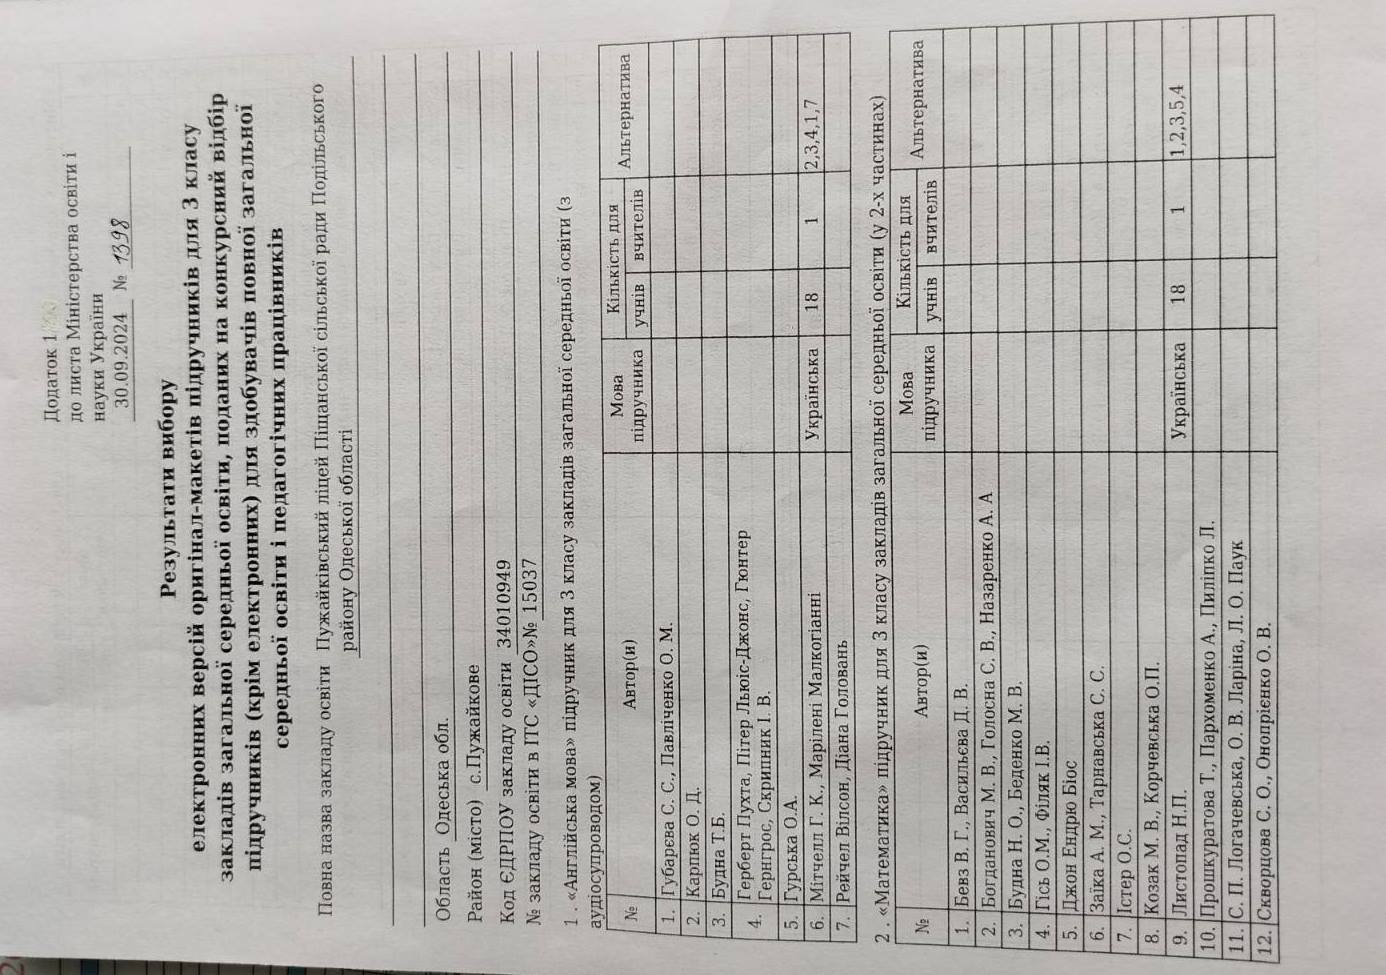 Додаток 1
до листа Міністерства освіти і
науки України
30.09.2024 № 1398
Результати вибору
електронних версій оригінал-макетів підручників для 3 класу
закладів загальної середньої освіти, поданих на конкурсний відбір
підручників (крім електронних) для здобувачів повної загальної
середньої освіти і педагогічних працівників
Повна назва закладу освіти Пужайківський ліцей Піщанської сільської ради Подільського
району Одеської області
Область Одеська обл.
Район (місто) с.Пужайкове
Код ЄДРПОУ закладу освіти 34010949
№ закладу освіти в ІТС «ДІСО»№ 15037
1 . «Англійська мова» підручник для 3 класу закладів загальної середньої освіти (з
аудіосупроводом)
№ Автор(и) Мова підручника Кількість для учнів вчителів Альтернатива
1. Губарєва С. С., Павліченко О. М.
2. Карпюк О. Д.
3. Будна Т.Б.
4. Герберт Пухта, Пітер Льюіс-Джонс, Гюнтер
Гернгрос, Скрипник І. В.
5. Гурська О.А.
6. Мітчелл Г. К., Марілені Малкогіанні Українська 18 1 2,3,4,1,7
7. Рейчел Вілсон, Діана Головань
2 . «Математика» підручник для 3 класу закладів загальної середньої освіти (у 2-х частинах)
№ Автор(и) Мова підручника Кількість для учнів вчителів Альтернатива
1. Бевз В. Г., Васильєва Д. В.
2. Богданович М. В., Голосна С. В., Назаренко А. А
3. Будна Н. О., Беденко М. В.
4. Гісь О.М., Філяк І.В.
5. Джон Ендрю Біос
6. Заїка А. М., Тарнавська С. С.
7. Істер О.С.
8. Козак М. В., Корчевська О.П.
9. Листопад Н.П. Українська 18 1 1,2,3,5,4
10. Прошкуратова Т., Пархоменко А., Пиліпко Л.
11. С. П. Логачевська, О. В. Ларіна, Л. О. Паук
12. Скворцова С. О., Онопрієнко О. В.